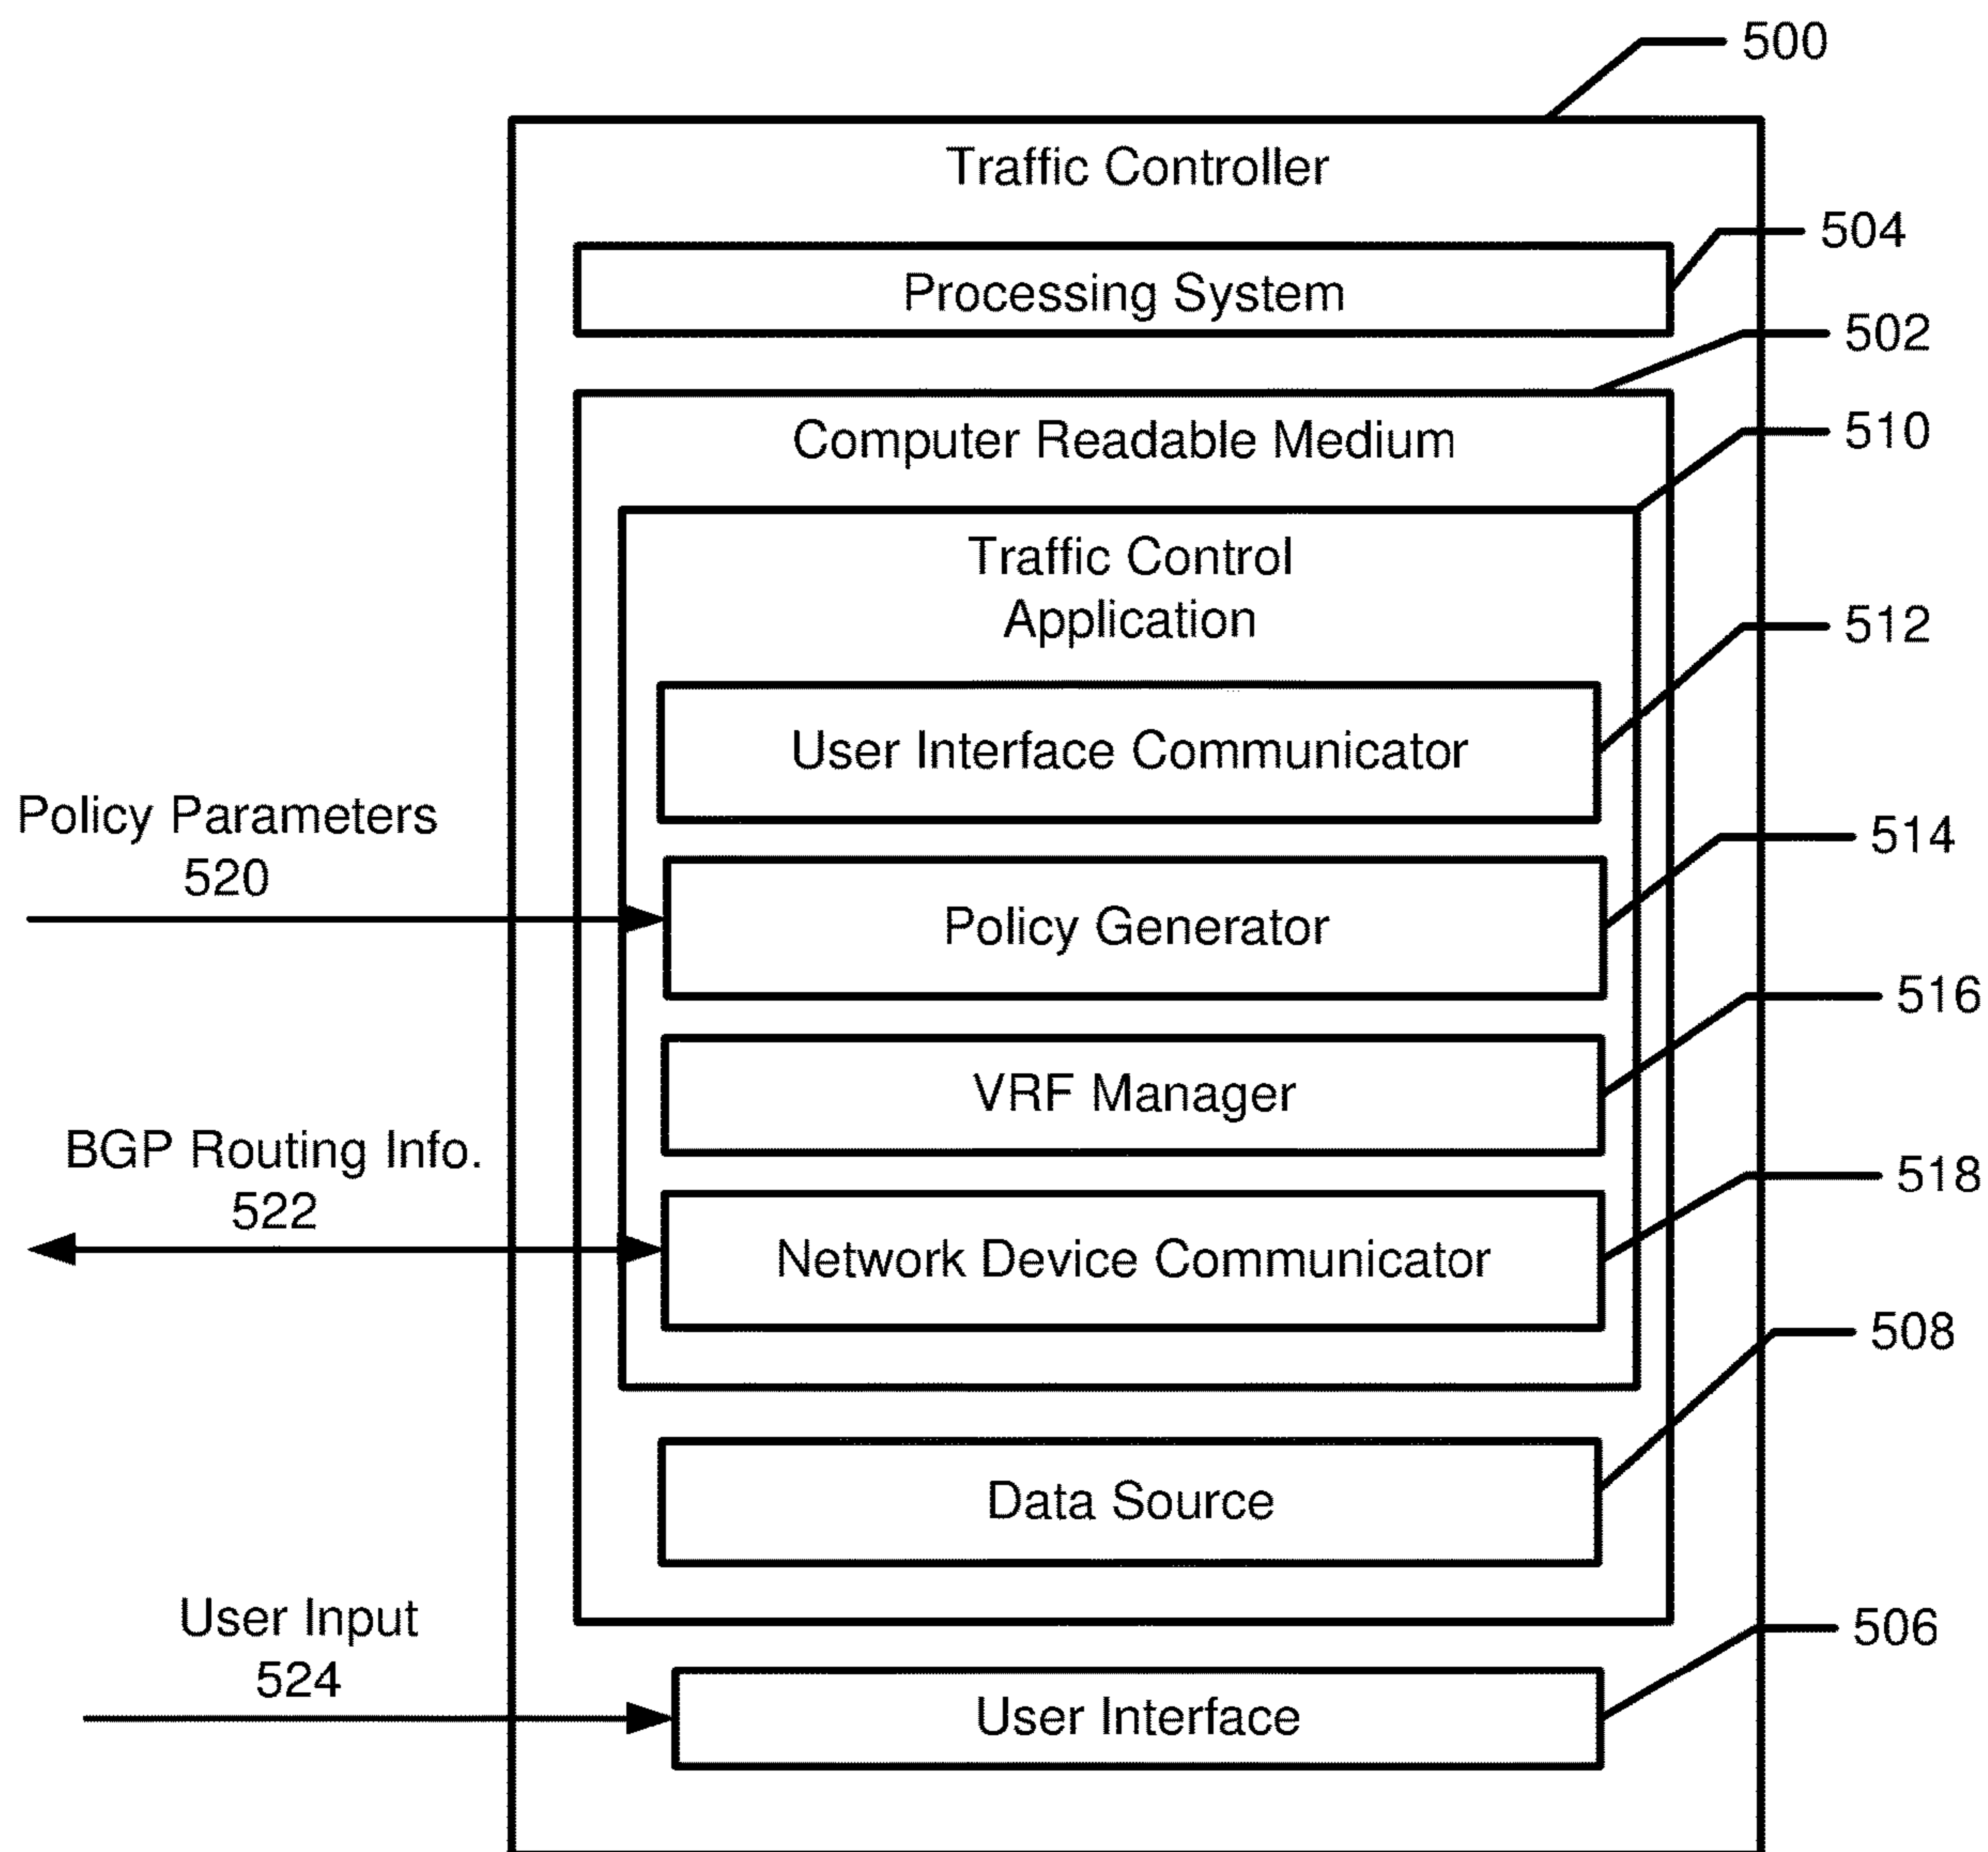 500
Traffic Controller
504
Processing System
502
Computer Readable Medium
510
Traffic Control
Application
512
User Interface Communicator
Policy Parameters
520
514
Policy Generator
516
VRF Manager
BGP Routing Info.
522
518
Network Device Communicator
508
Data Source
User Input
524
506
User Interface